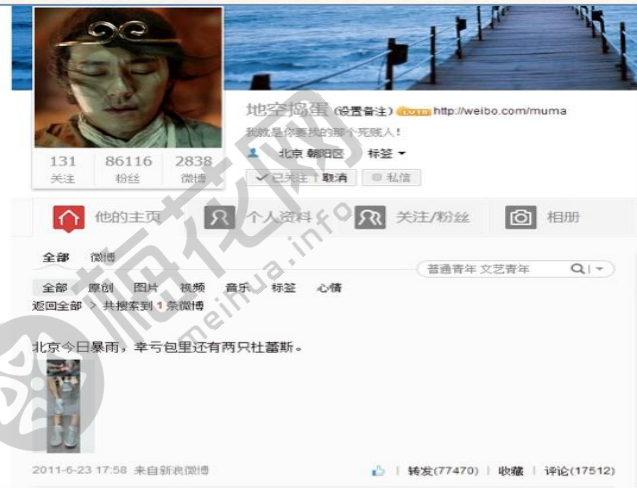 地空捣蛋 (设置备注) http://weibo.com/muma
我就是你要找的那个死贱人！
北京 朝阳区 标签
131 86116 2838
关注 粉丝 微博
已关注 | 取消 私信
他的主页 个人资料 关注/粉丝 相册
全部 微博
普通青年 文艺青年
全部 原创 图片 视频 音乐 标签 心情
返回全部 > 共搜索到 1 条微博
北京今日暴雨，幸亏包里还有两只杜蕾斯。
2011-6-23 17:58 来自新浪微博 | 转发(77470) | 收藏 | 评论(17512)
梅花网
meihua.info